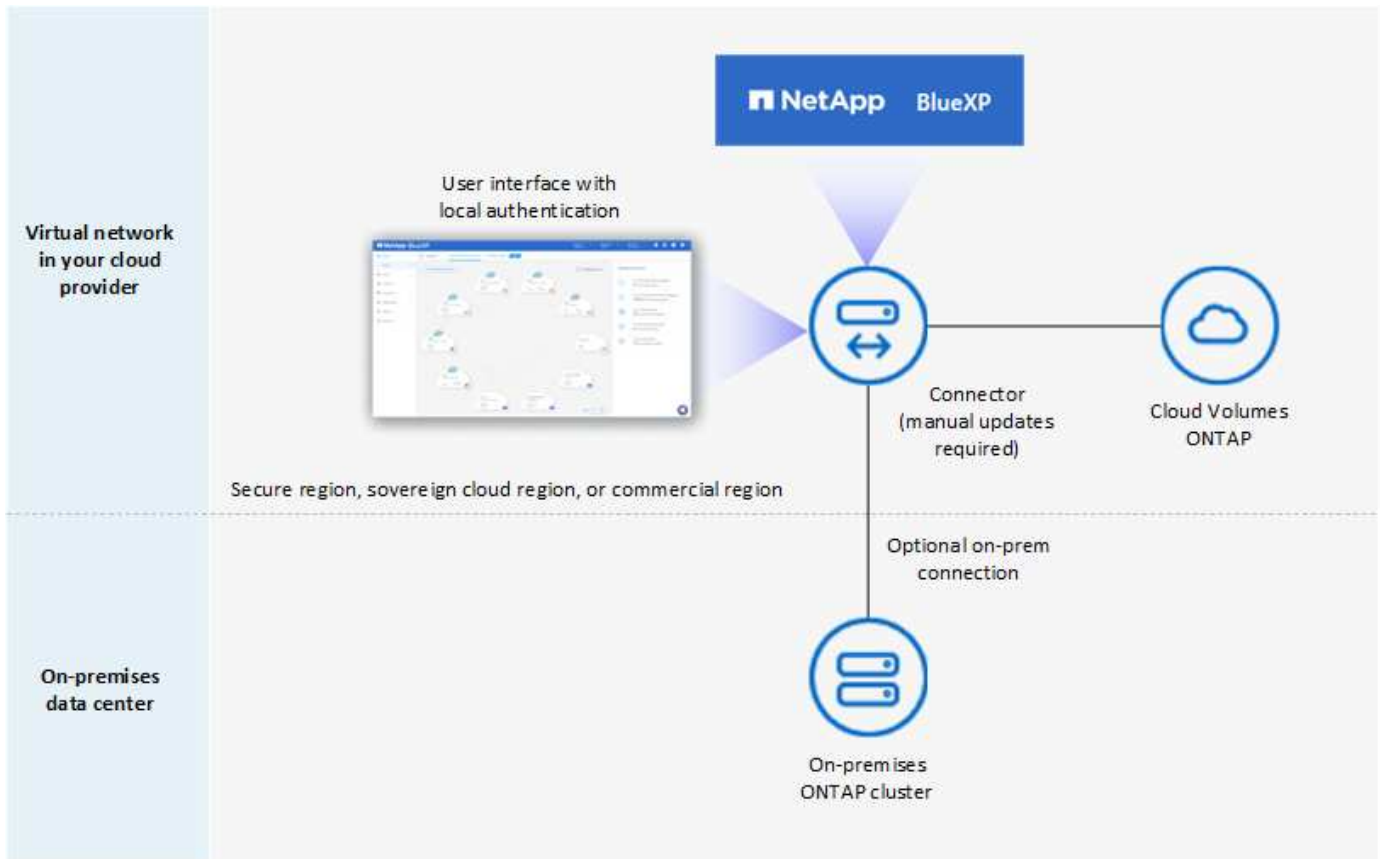 NetApp BlueXP
User interface with
local authentication
Virtual network
in your cloud
provider
NetApp BlueXP
Connector
(manual updates
required)
Cloud Volumes
ONTAP
Secure region, sovereign cloud region, or commercial region
Optional on-prem
connection
On-premises
data center
On-premises
ONTAP cluster